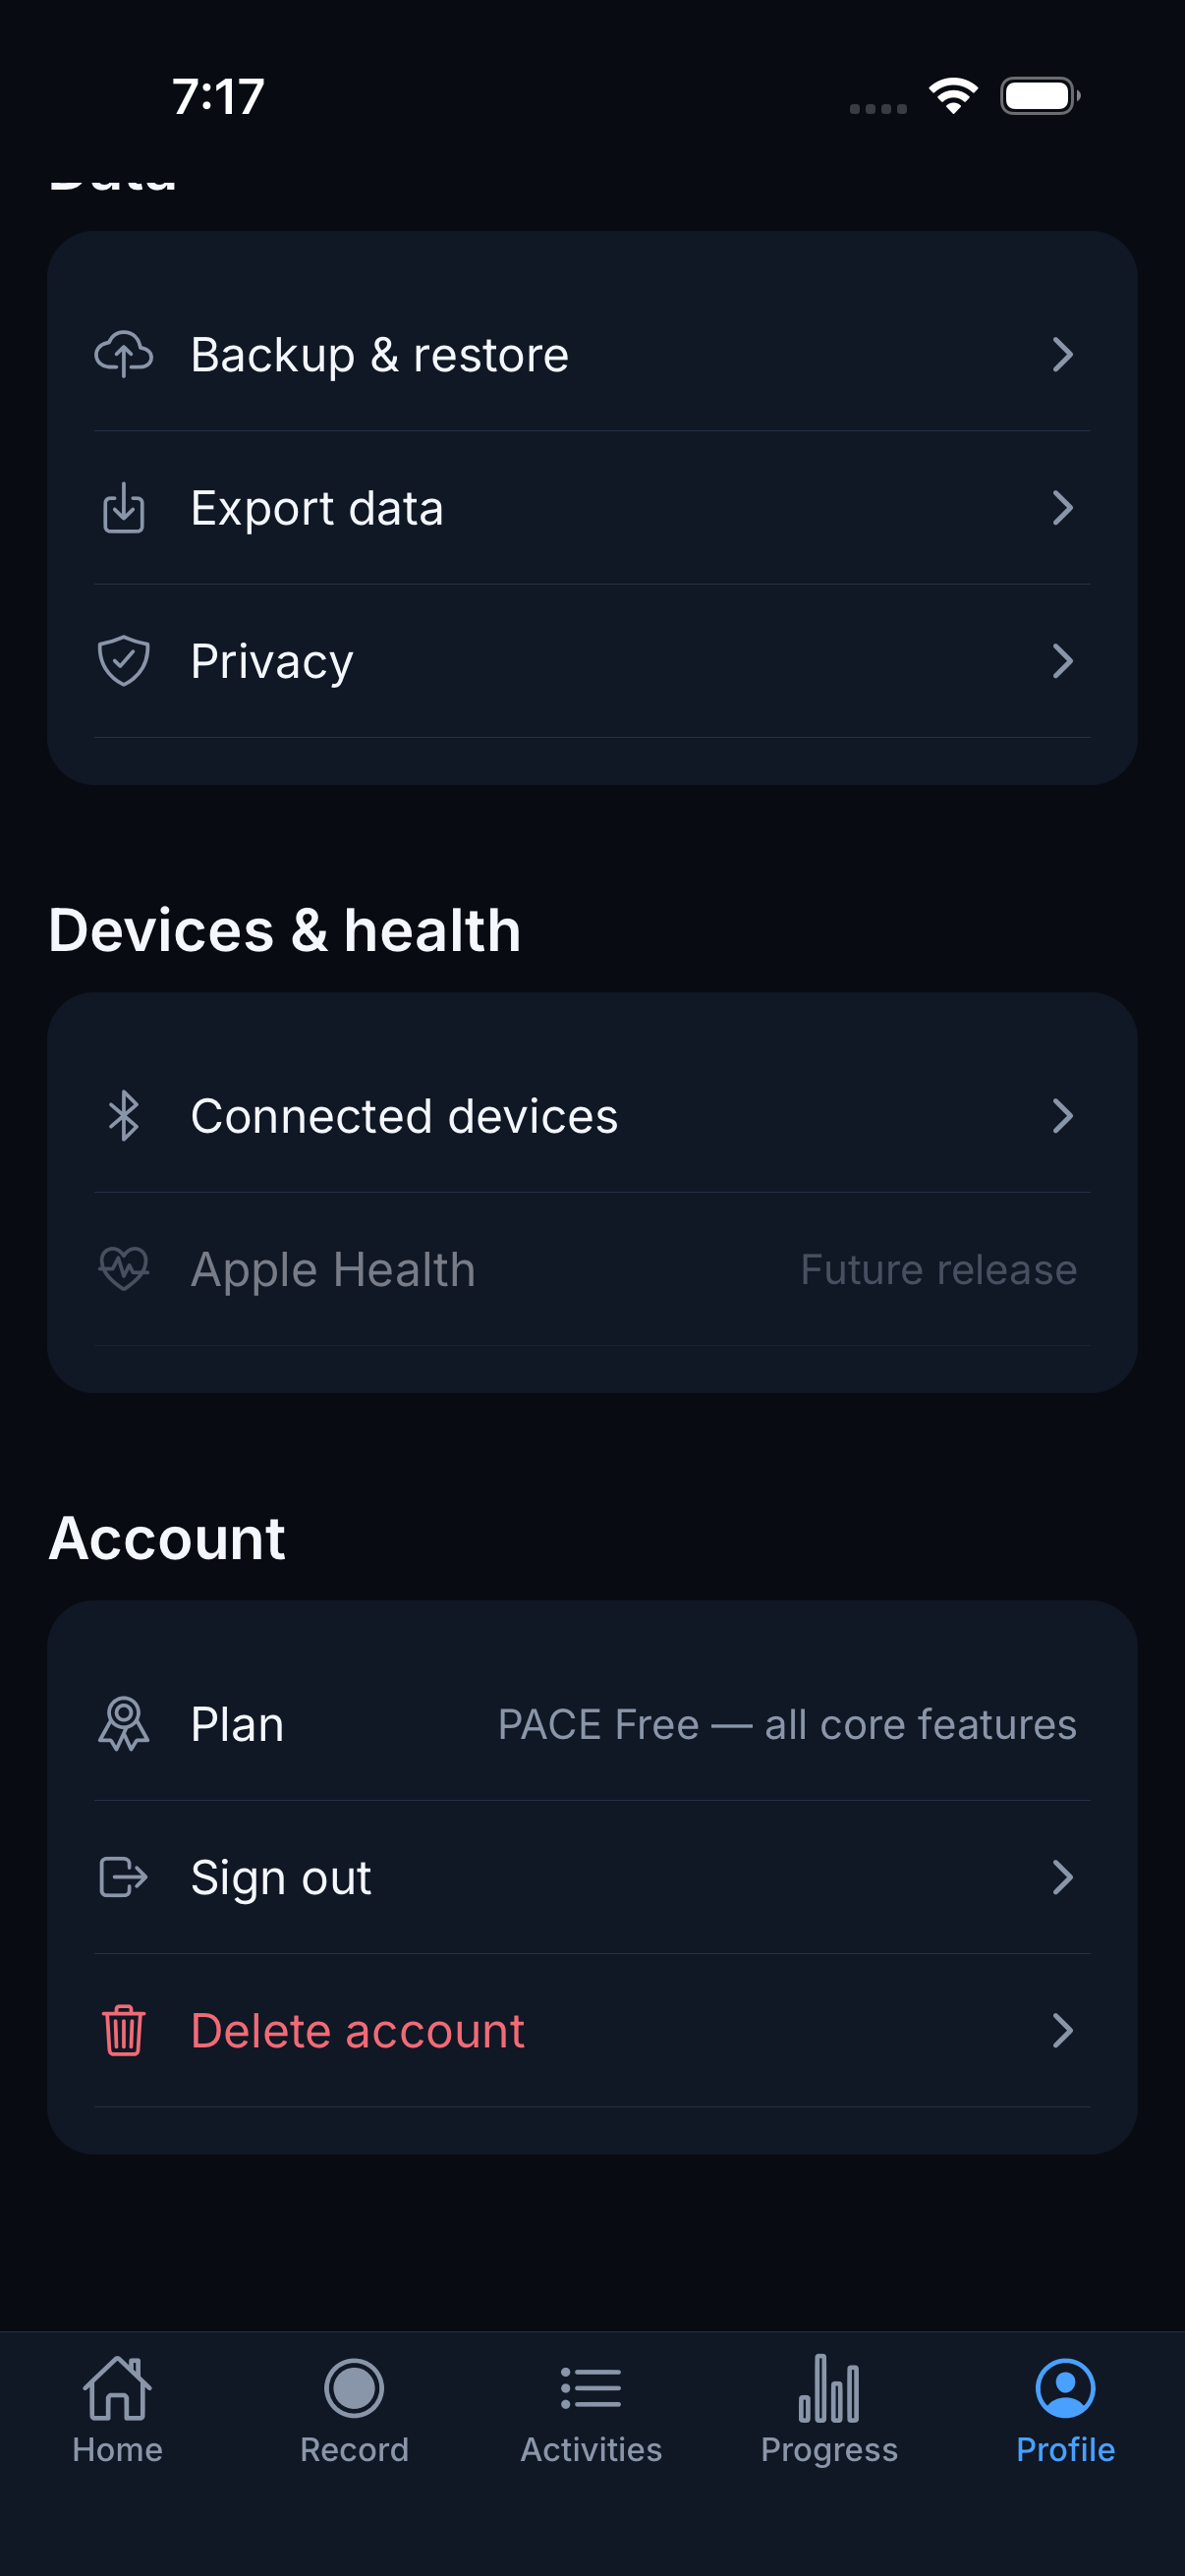 7:17
Data
Backup & restore
Export data
Privacy
Devices & health
Connected devices
Apple Health Future release
Account
Plan PACE Free — all core features
Sign out
Delete account
Home Record Activities Progress Profile